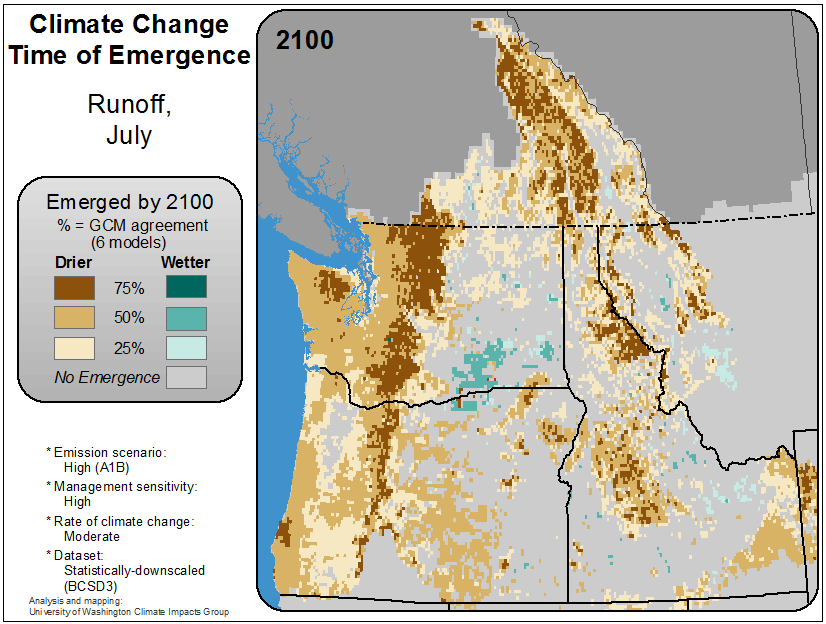 Climate Change
Time of Emergence
Runoff,
July
2100
Emerged by 2100
% = GCM agreement
(6 models)
Drier Wetter
75%
50%
25%
No Emergence
* Emission scenario:
High (A1B)
* Management sensitivity:
High
* Rate of climate change:
Moderate
* Dataset:
Statistically-downscaled
(BCSD3)
Analysis and mapping:
University of Washington Climate Impacts Group